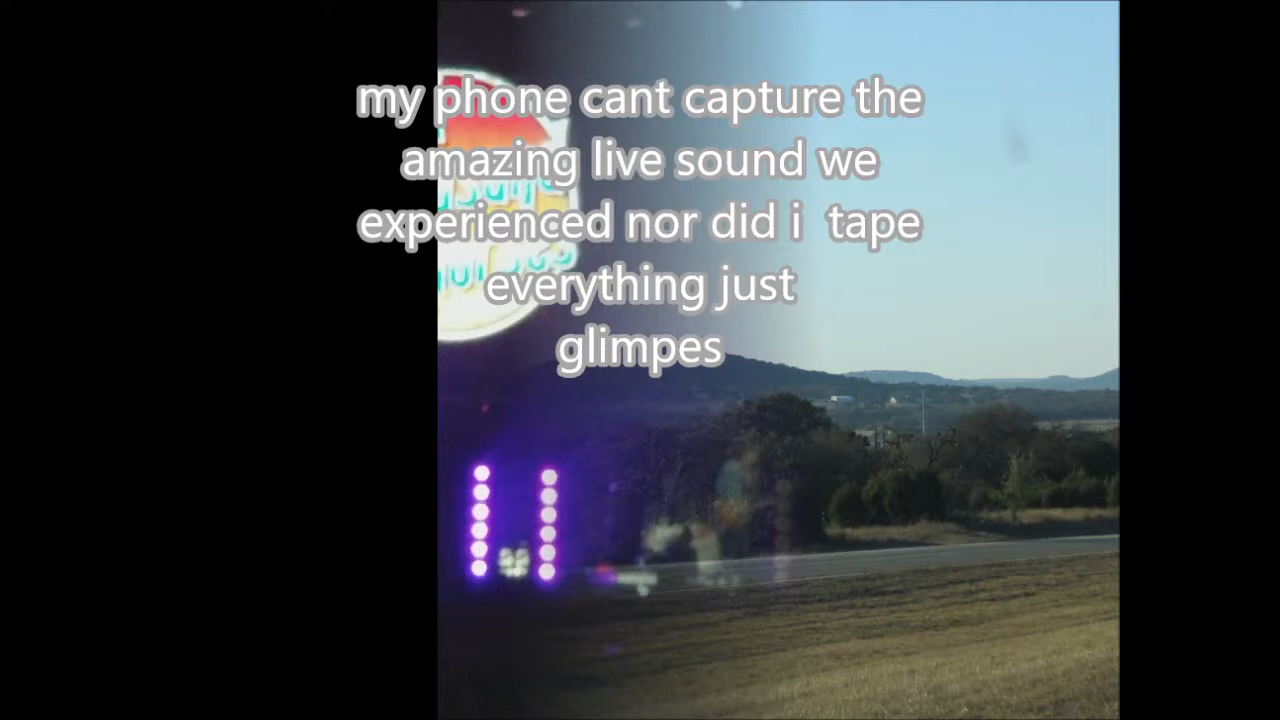 my phone cant capture the
amazing live sound we
experienced nor did i  tape
everything just
glimpes